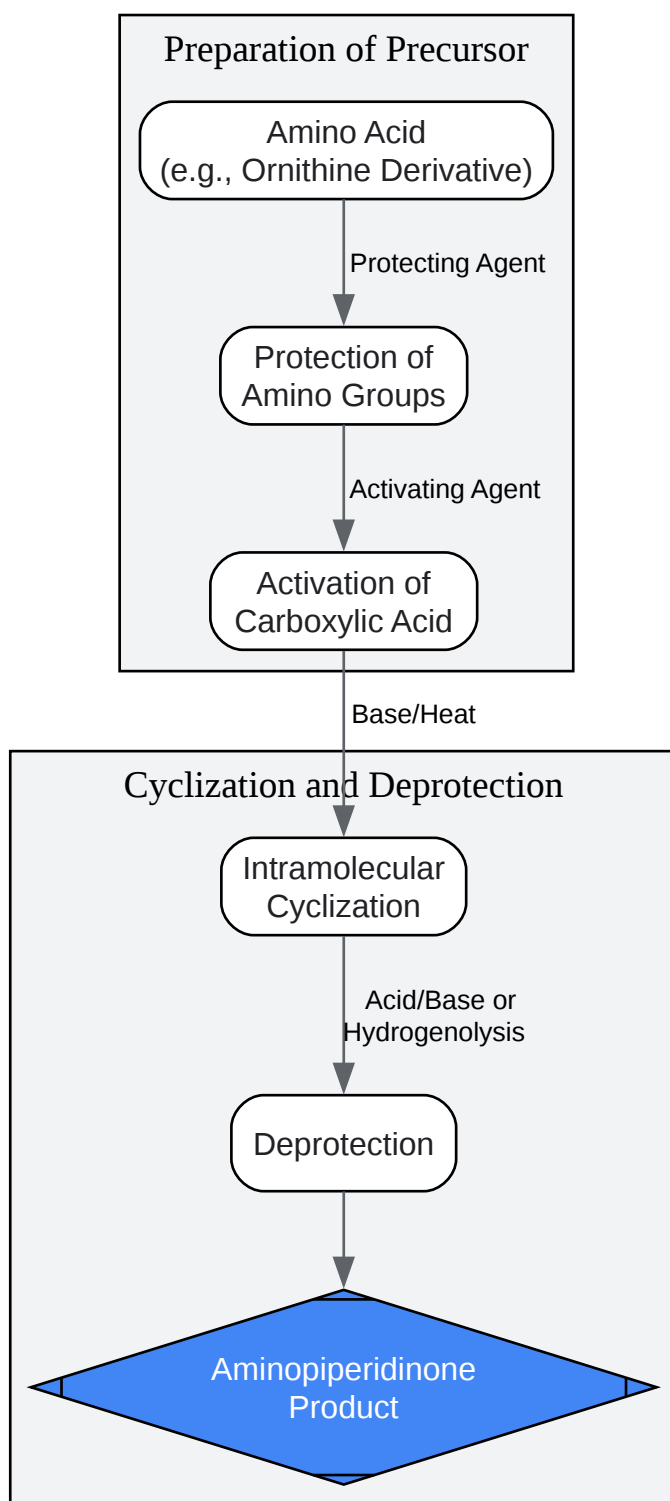 Preparation of Precursor
Amino Acid
(e.g., Ornithine Derivative)
Protecting Agent
Protection of
Amino Groups
Activating Agent
Activation of
Carboxylic Acid
Base/Heat
Cyclization and Deprotection
Intramolecular
Cyclization
Acid/Base or
Hydrogenolysis
Deprotection
Aminopiperidinone
Product